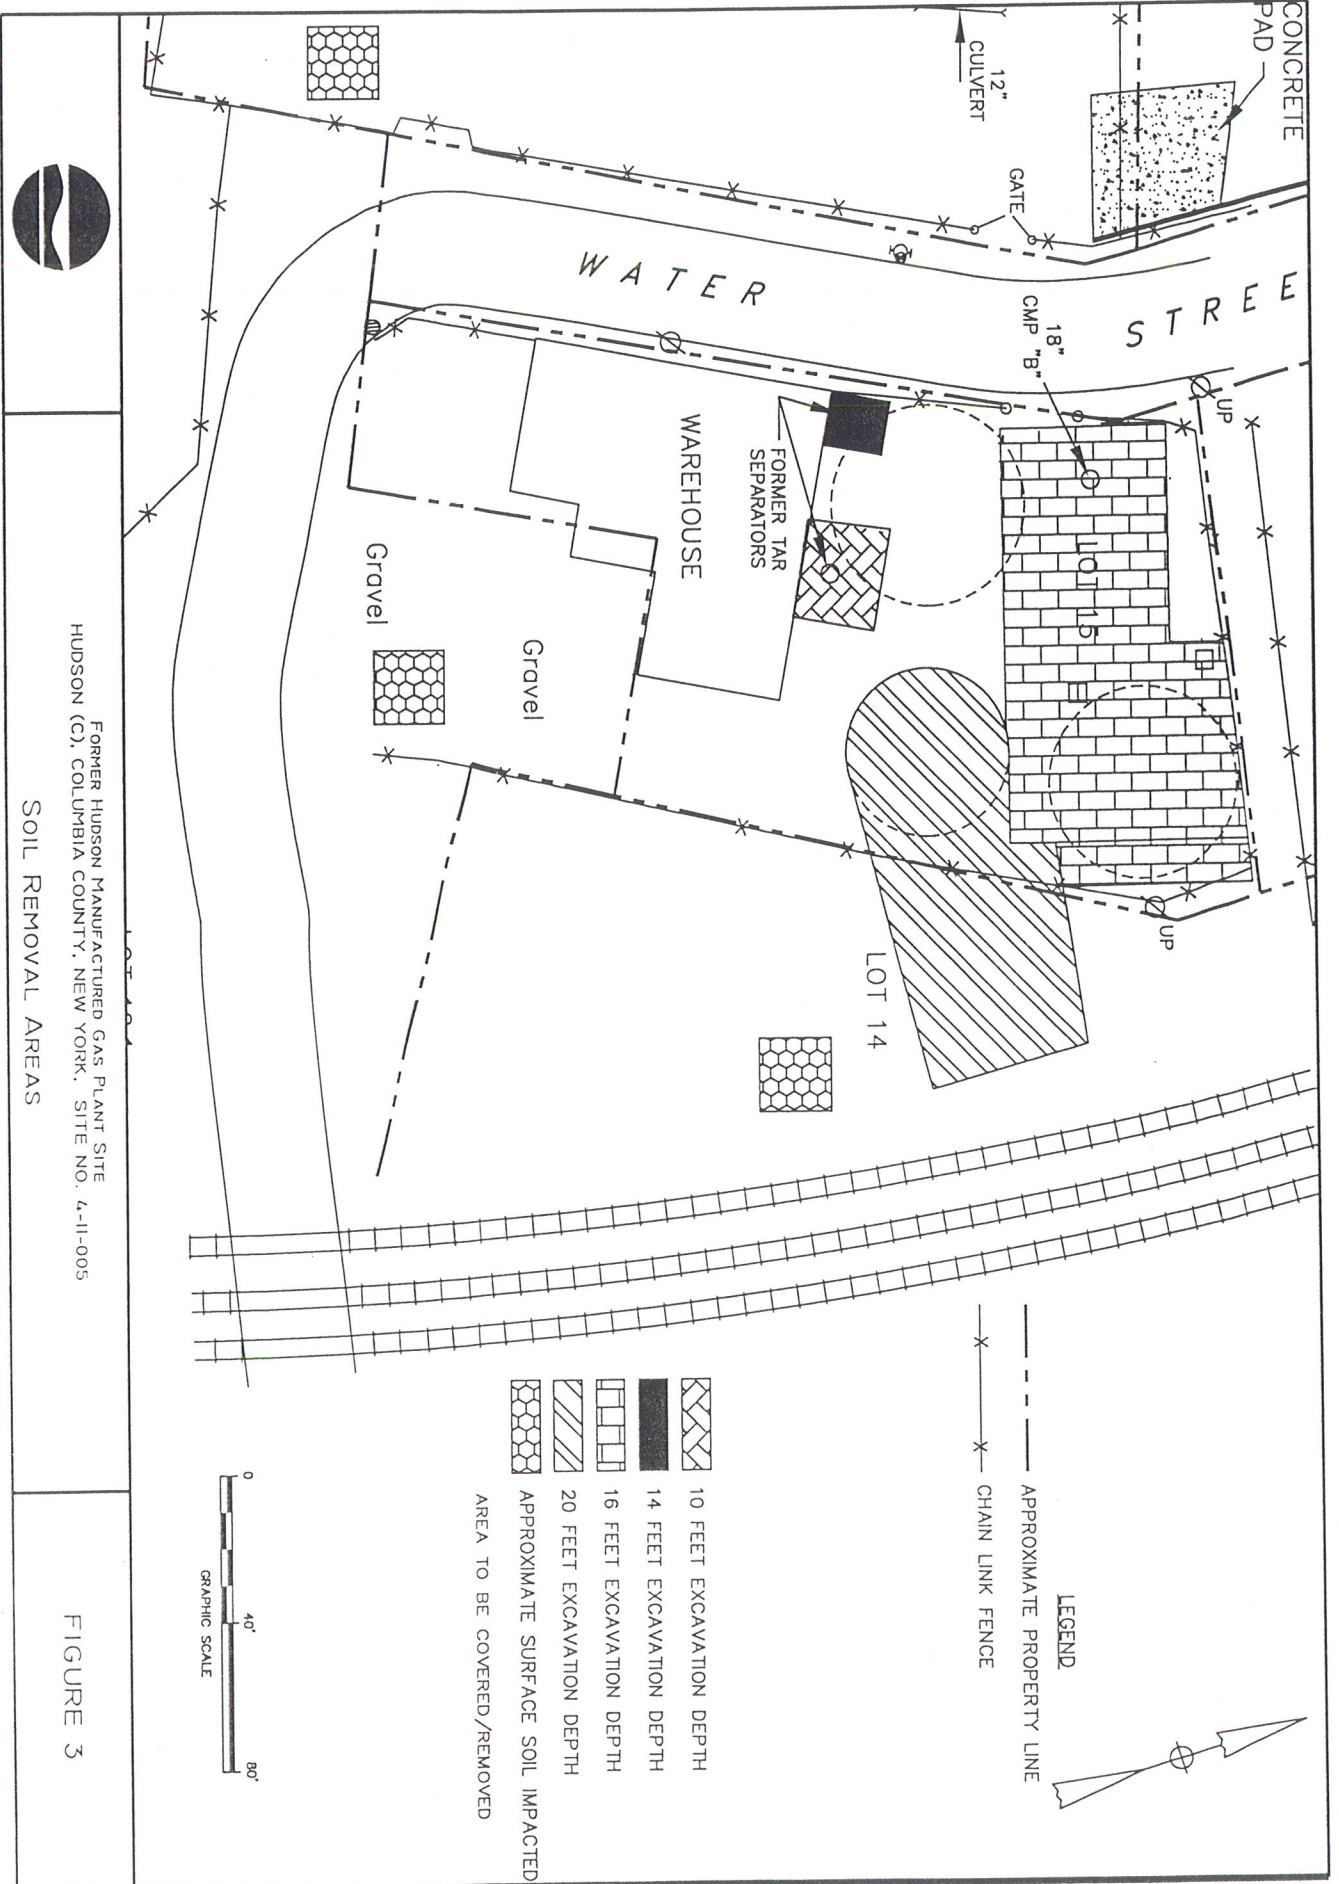 CONCRETE
PAD
12"
CULVERT
GATE
WATER
STREE
18"
CMP "B"
UP
LOT 15
FORMER TAR
SEPARATORS
WAREHOUSE
Gravel
Gravel
UP
LOT 14
LEGEND
APPROXIMATE PROPERTY LINE
CHAIN LINK FENCE
10 FEET EXCAVATION DEPTH
14 FEET EXCAVATION DEPTH
16 FEET EXCAVATION DEPTH
20 FEET EXCAVATION DEPTH
APPROXIMATE SURFACE SOIL IMPACTED
AREA TO BE COVERED/REMOVED
0 40' 80'
GRAPHIC SCALE
FORMER HUDSON MANUFACTURED GAS PLANT SITE
HUDSON (C), COLUMBIA COUNTY, NEW YORK, SITE NO. 4-11-005
SOIL REMOVAL AREAS
FIGURE 3